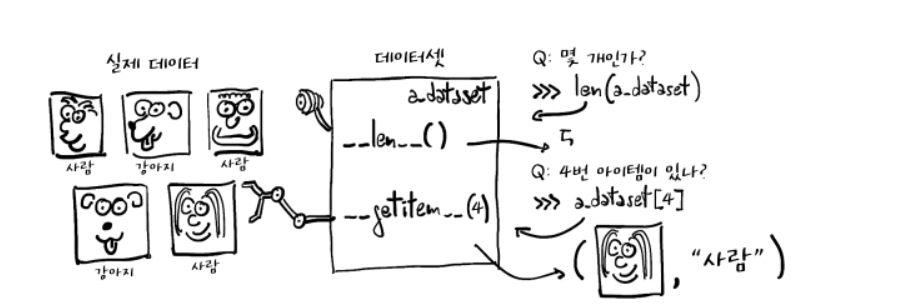 실제 데이터
사람
강아지
사람
강아지
사람
데이터셋
a_dataset
__len__()
__getitem__(4)
Q: 몇 개인가?
>>> len(a_dataset)
5
Q: 4번 아이템이 있나?
>>> a_dataset[4]
( , "사람")